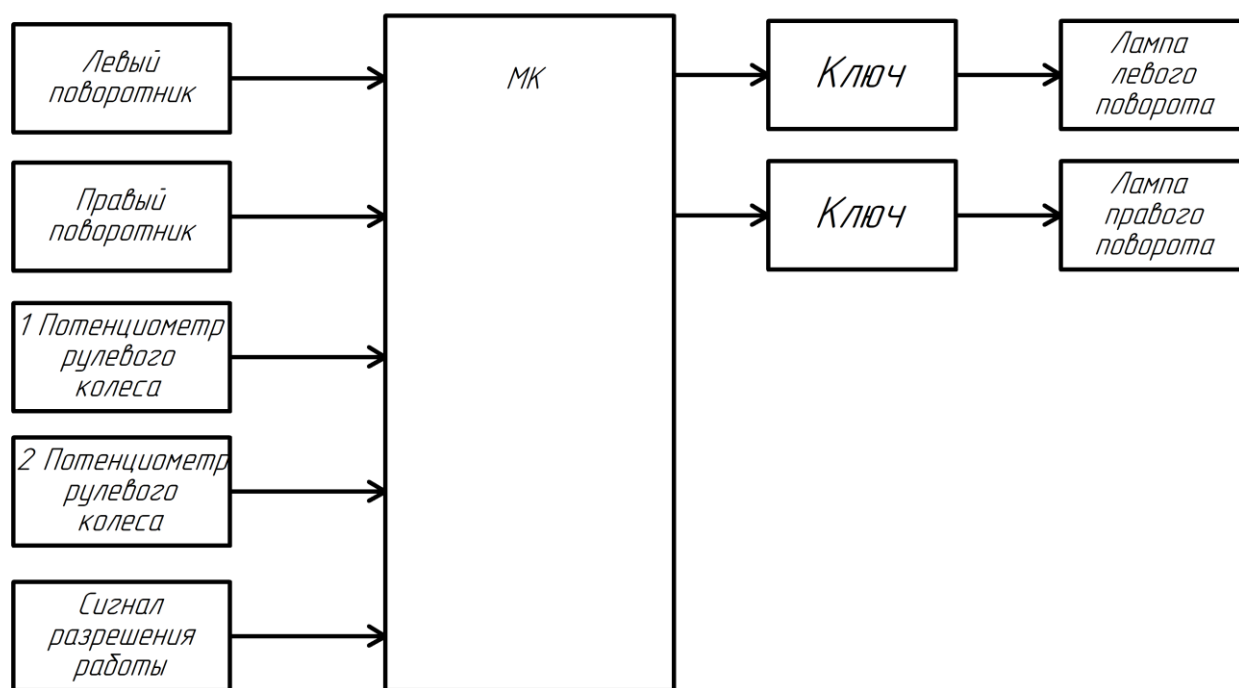 Левый
поворотник
Правый
поворотник
1 Потенциометр
рулевого
колеса
2 Потенциометр
рулевого
колеса
Сигнал
разрешения
работы
МК
Ключ
Ключ
Лампа
левого
поворота
Лампа
правого
поворота